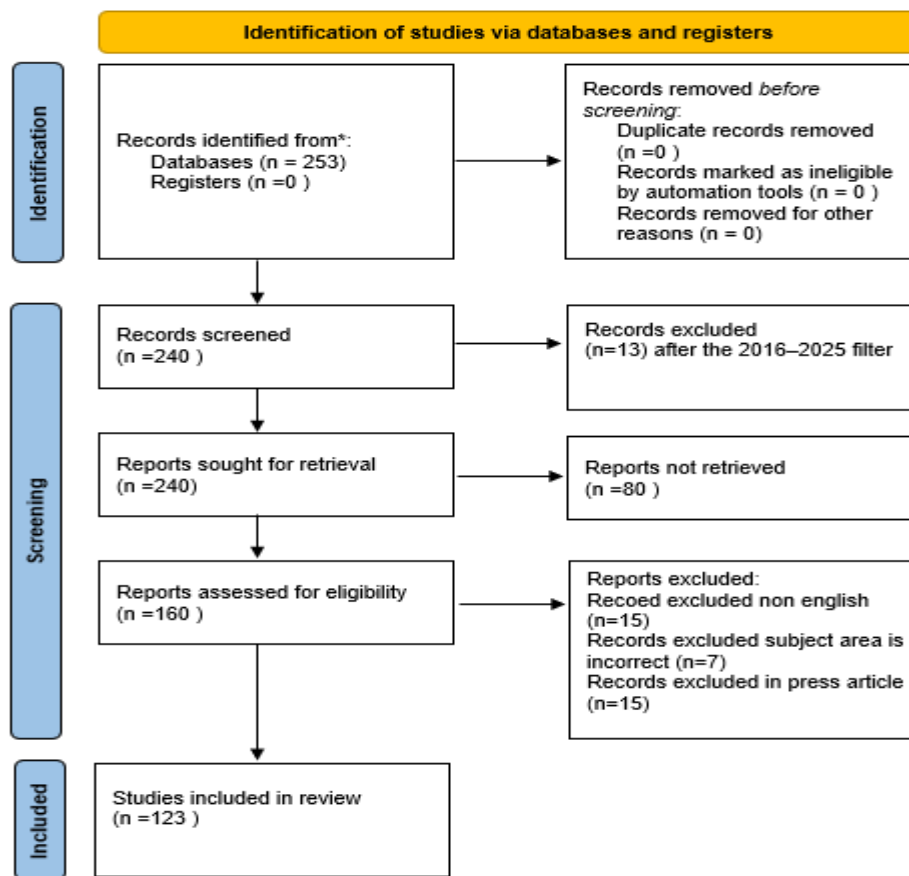 Identification of studies via databases and registers
Identification
Records identified from*:
Databases (n = 253)
Registers (n =0 )
Records removed before
screening:
Duplicate records removed
(n =0 )
Records marked as ineligible
by automation tools (n = 0 )
Records removed for other
reasons (n = 0)
Screening
Records screened
(n =240 )
Records excluded
(n=13) after the 2016–2025 filter
Reports sought for retrieval
(n =240)
Reports not retrieved
(n =80 )
Reports assessed for eligibility
(n =160 )
Reports excluded:
Recoed excluded non english
(n=15)
Records excluded subject area is
incorrect (n=7)
Records excluded in press article
(n=15)
Included
Studies included in review
(n =123 )